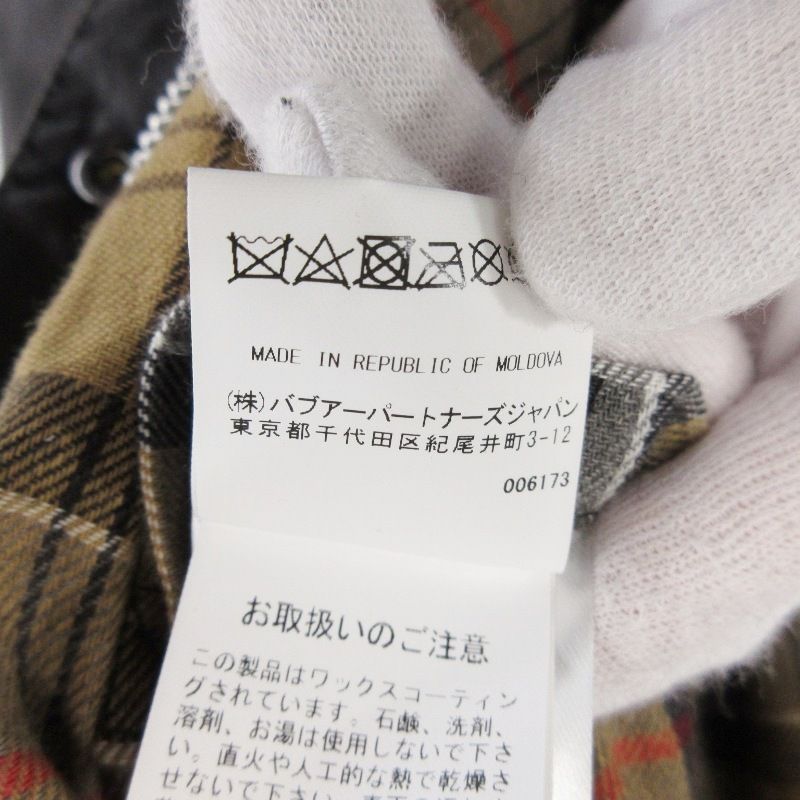 MADE IN REPUBLIC OF MOLDOVA
(株)バブアーパートナーズジャパン
東京都千代田区紀尾井町3-12
006173
お取扱いのご注意
この製品はワックスコーティン
グされています。石鹸、洗剤、
溶剤、お湯は使用しないで下さ
い。直火や人工的な熱で乾燥さ
せないで下さい。